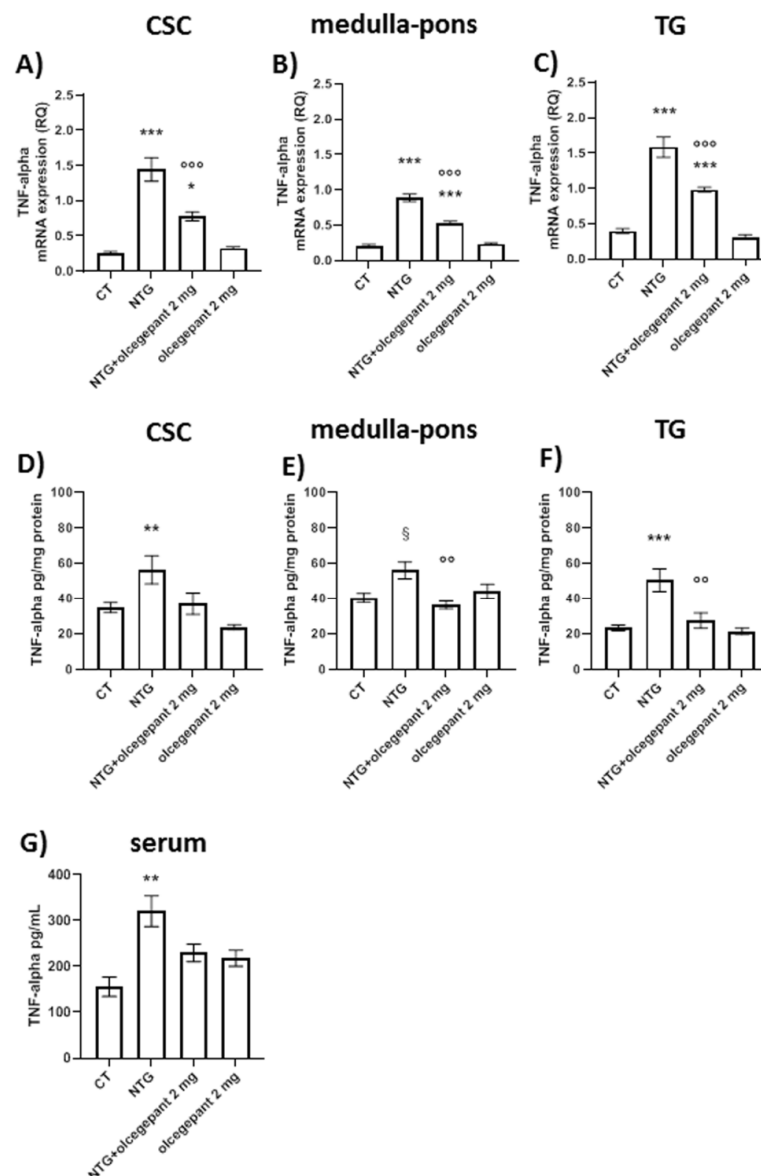 CSC
medulla-pons
TG
A)
B)
C)
TNF-alpha
mRNA expression (RQ)
2.5
2.0
1.5
1.0
0.5
0.0
***
°°°
*
CT
NTG
NTG+olcegepant 2 mg
olcegepant 2 mg
TNF-alpha
mRNA expression (RQ)
2.5
2.0
1.5
1.0
0.5
0.0
***
°°°
***
CT
NTG
NTG+olcegepant 2 mg
olcegepant 2 mg
TNF-alpha
mRNA expression (RQ)
2.5
2.0
1.5
1.0
0.5
0.0
***
°°°
***
CT
NTG
NTG+olcegepant 2 mg
olcegepant 2 mg
CSC
medulla-pons
TG
D)
E)
F)
TNF-alpha pg/mg protein
100
80
60
40
20
0
**
CT
NTG
NTG+olcegepant 2 mg
olcegepant 2 mg
TNF-alpha pg/mg protein
100
80
60
40
20
0
§
°°
CT
NTG
NTG+olcegepant 2 mg
olcegepant 2 mg
TNF-alpha pg/mg protein
100
80
60
40
20
0
***
°°
CT
NTG
NTG+olcegepant 2 mg
olcegepant 2 mg
G)
serum
TNF-alpha pg/mL
400
300
200
100
0
**
CT
NTG
NTG+olcegepant 2 mg
olcegepant 2 mg